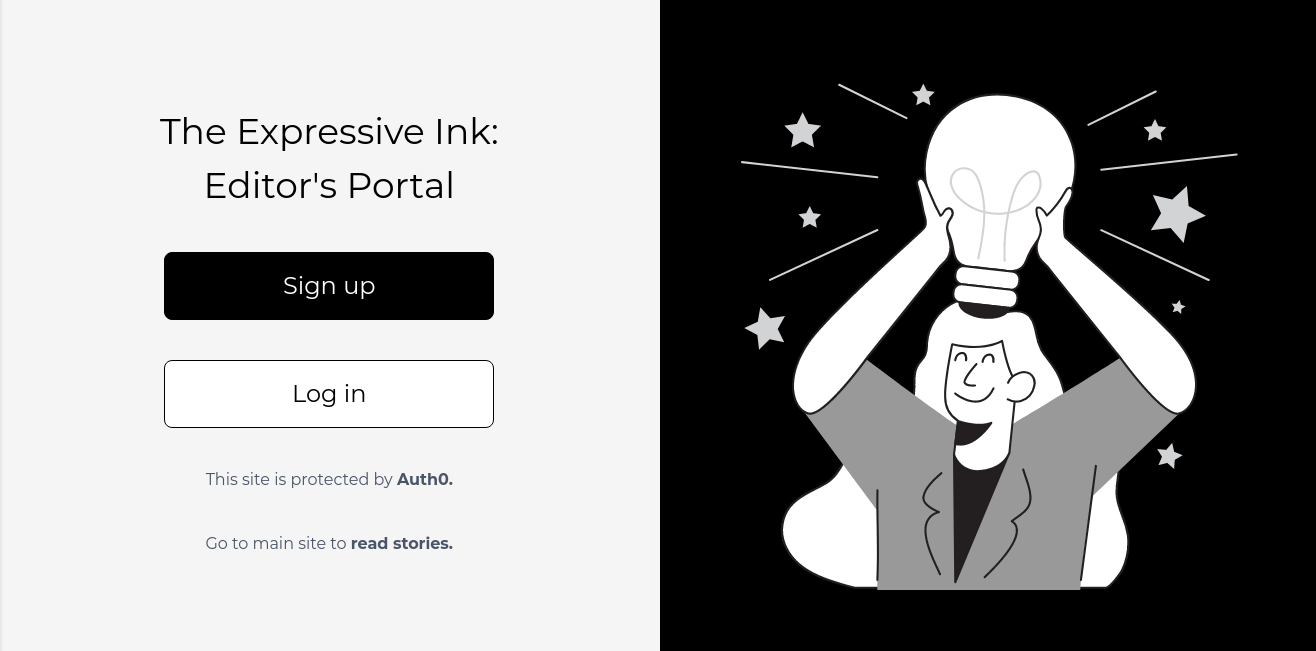 The Expressive Ink:
Editor's Portal
Sign up
Log in
This site is protected by Auth0.
Go to main site to read stories.